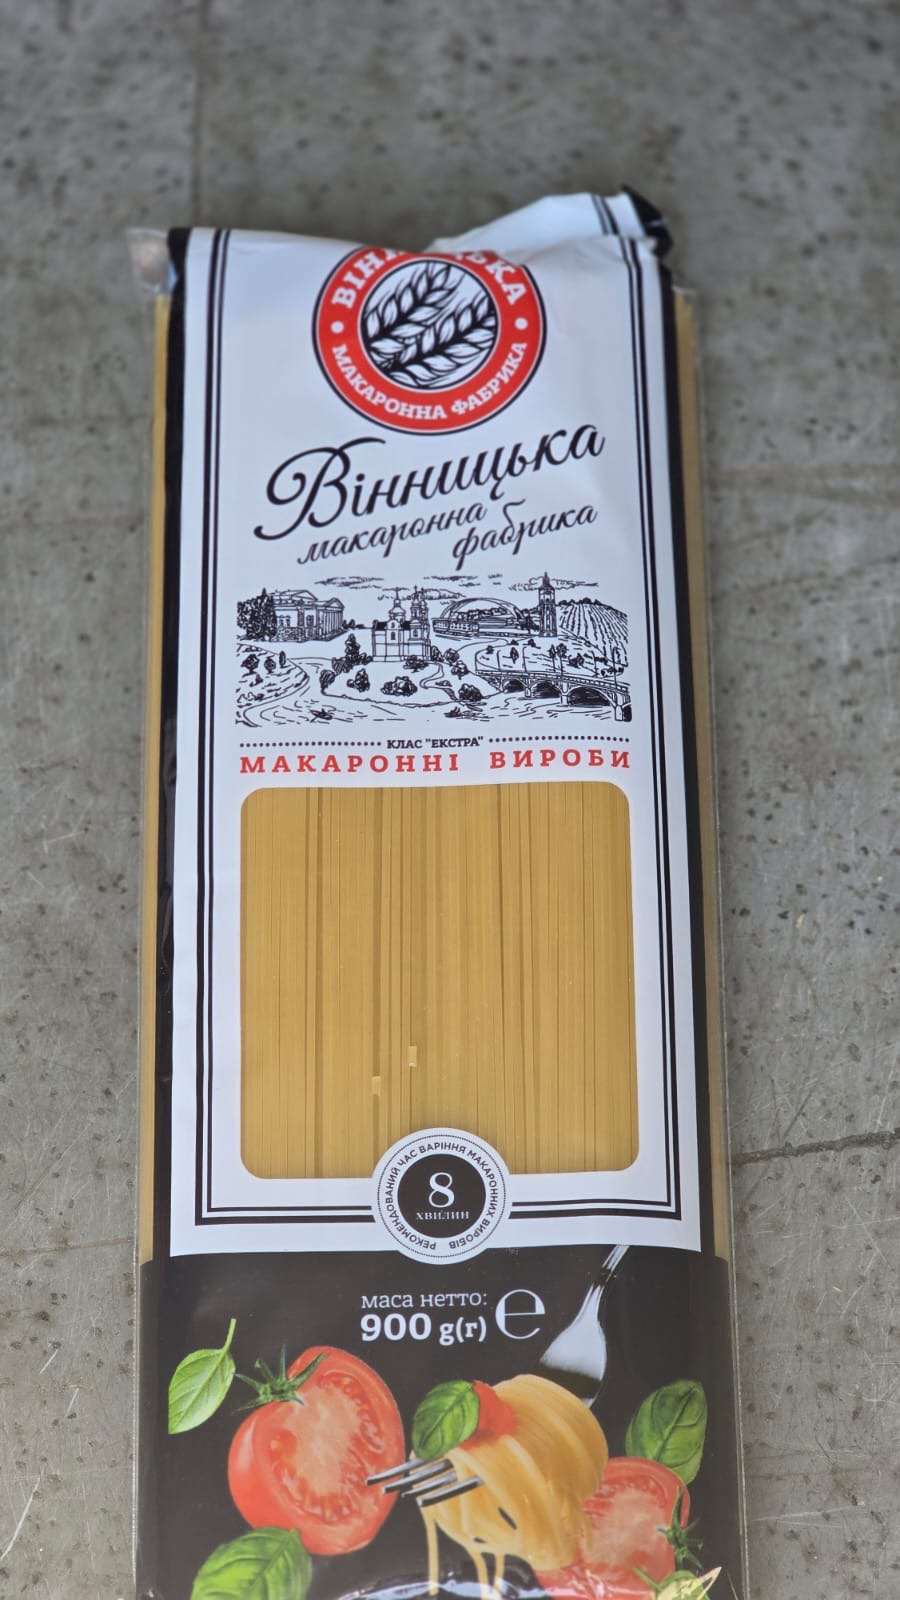 ВІННИЦЬКА
МАКАРОННА ФАБРИКА
Вінницька
макаронна
фабрика
КЛАС "ЕКСТРА"
МАКАРОННІ ВИРОБИ
РЕКОМЕНДОВАНИЙ ЧАС ВАРІННЯ МАКАРОННИХ ВИРОБІВ
8
ХВИЛИН
маса нетто:
900 g(г) ℮